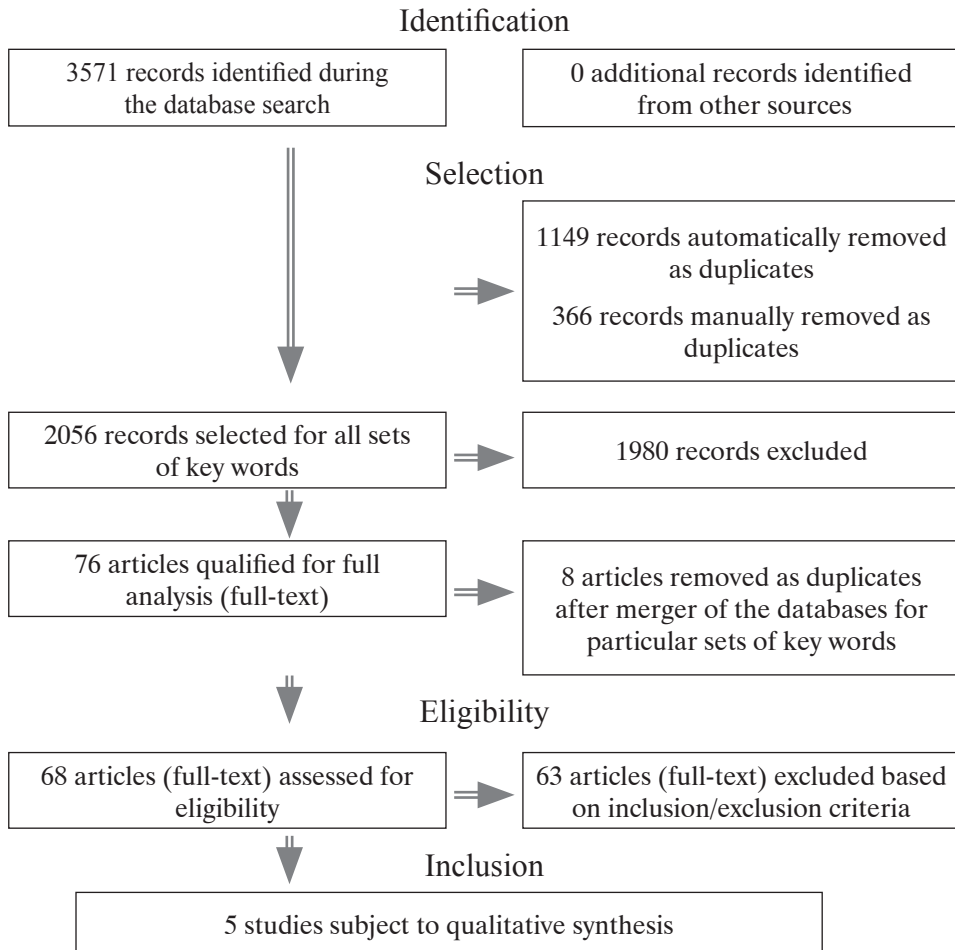 Identification
3571 records identified during
the database search
0 additional records identified
from other sources
Selection
1149 records automatically removed
as duplicates
366 records manually removed as
duplicates
2056 records selected for all sets
of key words
1980 records excluded
76 articles qualified for full
analysis (full-text)
8 articles removed as duplicates
after merger of the databases for
particular sets of key words
Eligibility
68 articles (full-text) assessed for
eligibility
63 articles (full-text) excluded based
on inclusion/exclusion criteria
Inclusion
5 studies subject to qualitative synthesis